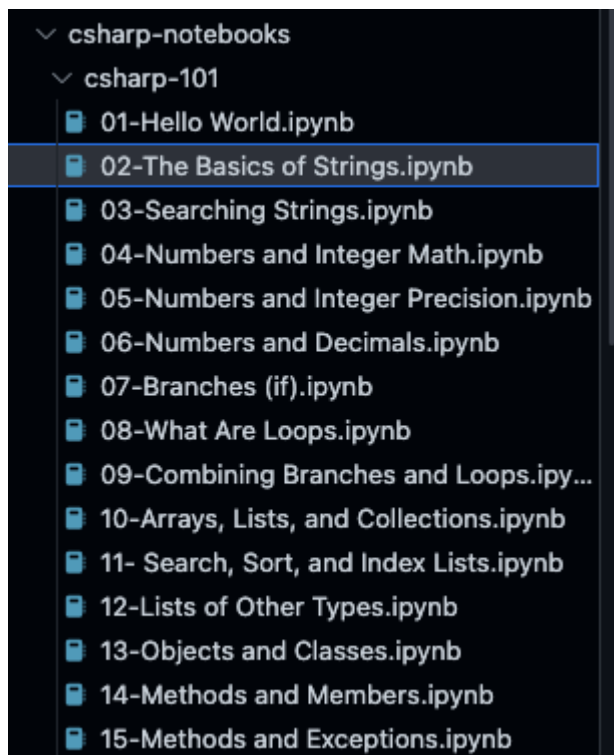 csharp-notebooks
csharp-101
01-Hello World.ipynb
02-The Basics of Strings.ipynb
03-Searching Strings.ipynb
04-Numbers and Integer Math.ipynb
05-Numbers and Integer Precision.ipynb
06-Numbers and Decimals.ipynb
07-Branches (if).ipynb
08-What Are Loops.ipynb
09-Combining Branches and Loops.ipy...
10-Arrays, Lists, and Collections.ipynb
11- Search, Sort, and Index Lists.ipynb
12-Lists of Other Types.ipynb
13-Objects and Classes.ipynb
14-Methods and Members.ipynb
15-Methods and Exceptions.ipynb